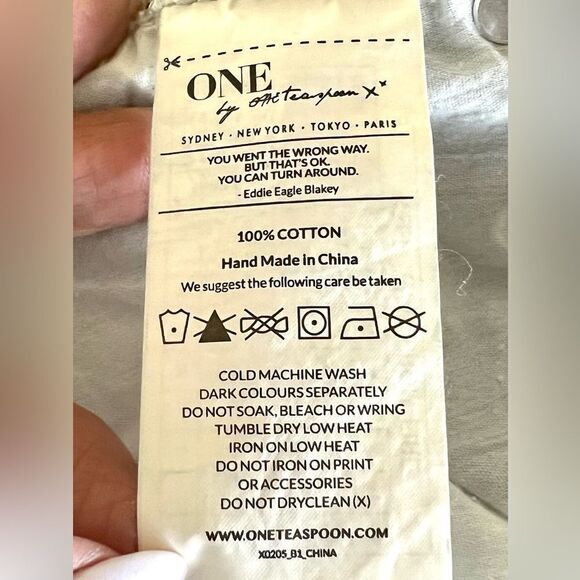 ONE
by One teaspoon x
SYDNEY · NEW YORK · TOKYO · PARIS
YOU WENT THE WRONG WAY.
BUT THAT'S OK.
YOU CAN TURN AROUND.
- Eddie Eagle Blakey
100% COTTON
Hand Made in China
We suggest the following care be taken
COLD MACHINE WASH
DARK COLOURS SEPARATELY
DO NOT SOAK, BLEACH OR WRING
TUMBLE DRY LOW HEAT
IRON ON LOW HEAT
DO NOT IRON ON PRINT
OR ACCESSORIES
DO NOT DRYCLEAN (X)
WWW.ONETEASPOON.COM
X0205_B1_CHINA